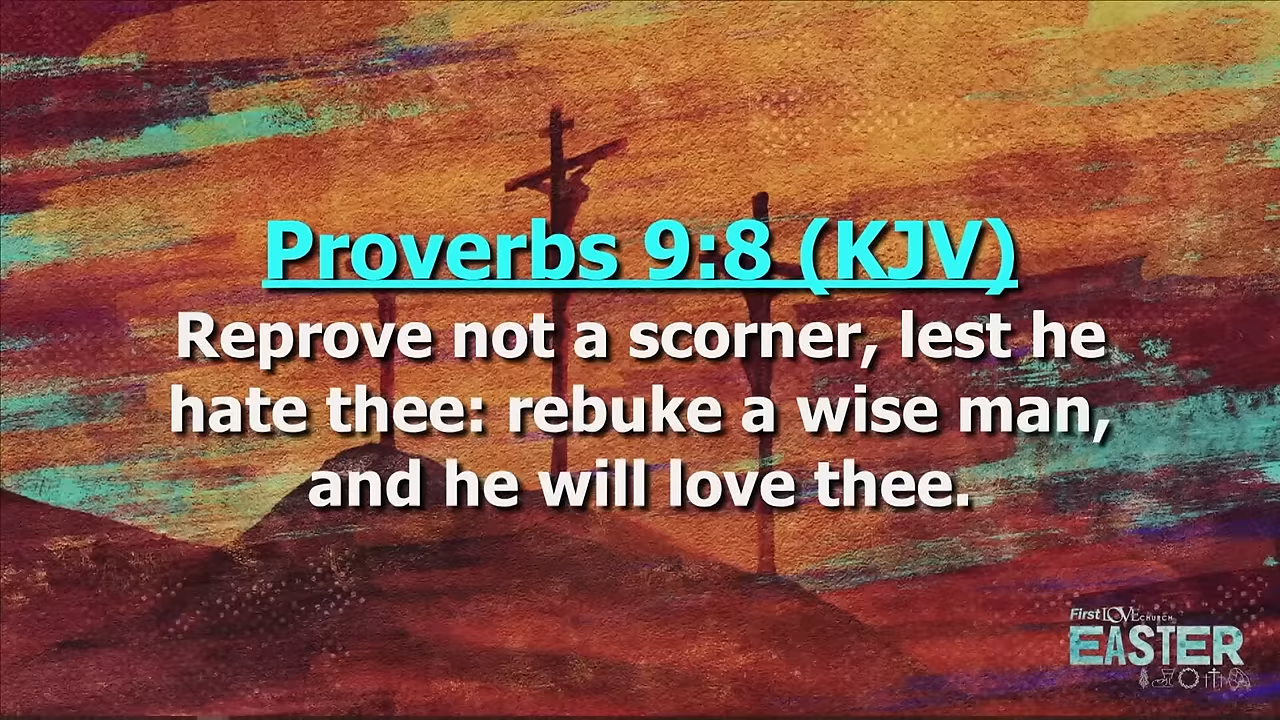 Proverbs 9:8 (KJV)
Reprove not a scorner, lest he
hate thee: rebuke a wise man,
and he will love thee.
First LOVE CHURCH
EASTER